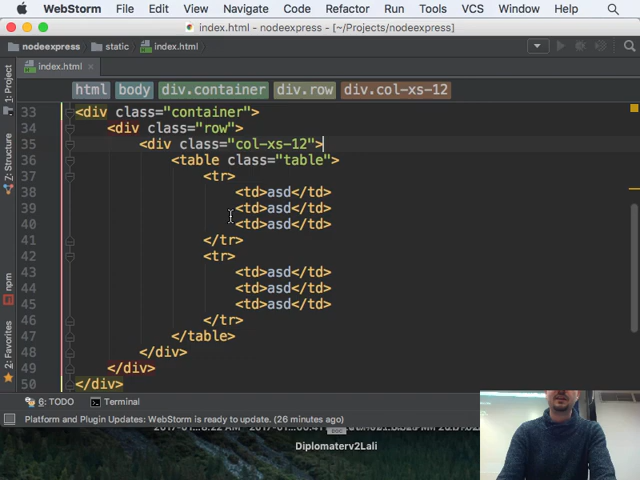 WebStorm File Edit View Navigate Code Refactor Run Tools VCS Window Help
index.html - nodeexpress - [~/Projects/nodeexpress]
nodeexpress static index.html
index.html
html body div.container div.row div.col-xs-12
1: Project
7: Structure
npm
2: Favorites
33 <div class="container">
34 <div class="row">
35 <div class="col-xs-12">
36 <table class="table">
37 <tr>
38 <td>asd</td>
39 <td>asd</td>
40 <td>asd</td>
41 </tr>
42 <tr>
43 <td>asd</td>
44 <td>asd</td>
45 <td>asd</td>
46 </tr>
47 </table>
48 </div>
49 </div>
50 </div>
6: TODO Terminal
Platform and Plugin Updates: WebStorm is ready to update. (26 minutes ago)
Diplomaterv2Lali